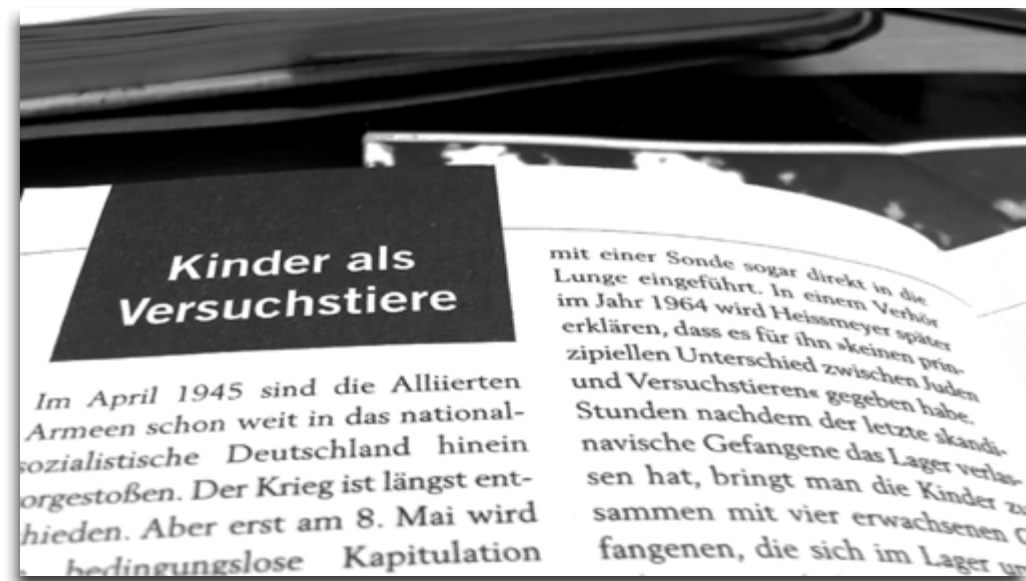 Kinder als
Versuchstiere
Im April 1945 sind die Alliierten
Armeen schon weit in das national-
sozialistische Deutschland hinein
orgestoßen. Der Krieg ist längst ent-
hieden. Aber erst am 8. Mai wird
bedingungslose Kapitulation
mit einer Sonde sogar direkt in die
Lunge eingeführt. In einem Verhör
im Jahr 1964 wird Heissmeyer später
erklären, dass es für ihn »keinen prin-
zipiellen Unterschied zwischen Juden
und Versuchstieren« gegeben habe.
Stunden nachdem der letzte skandi-
navische Gefangene das Lager verlas-
sen hat, bringt man die Kinder zu
sammen mit vier erwachsenen G
fangenen, die sich im Lager un